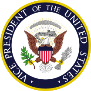 VICE PRESIDENT OF THE UNITED STATES